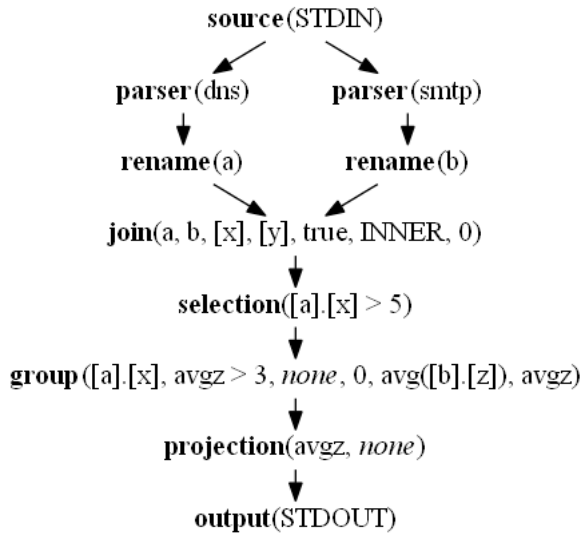 source(STDIN)
parser(dns) parser(smtp)
rename(a) rename(b)
join(a, b, [x], [y], true, INNER, 0)
selection([a].[x] > 5)
group([a].[x], avgz > 3, none, 0, avg([b].[z]), avgz)
projection(avgz, none)
output(STDOUT)